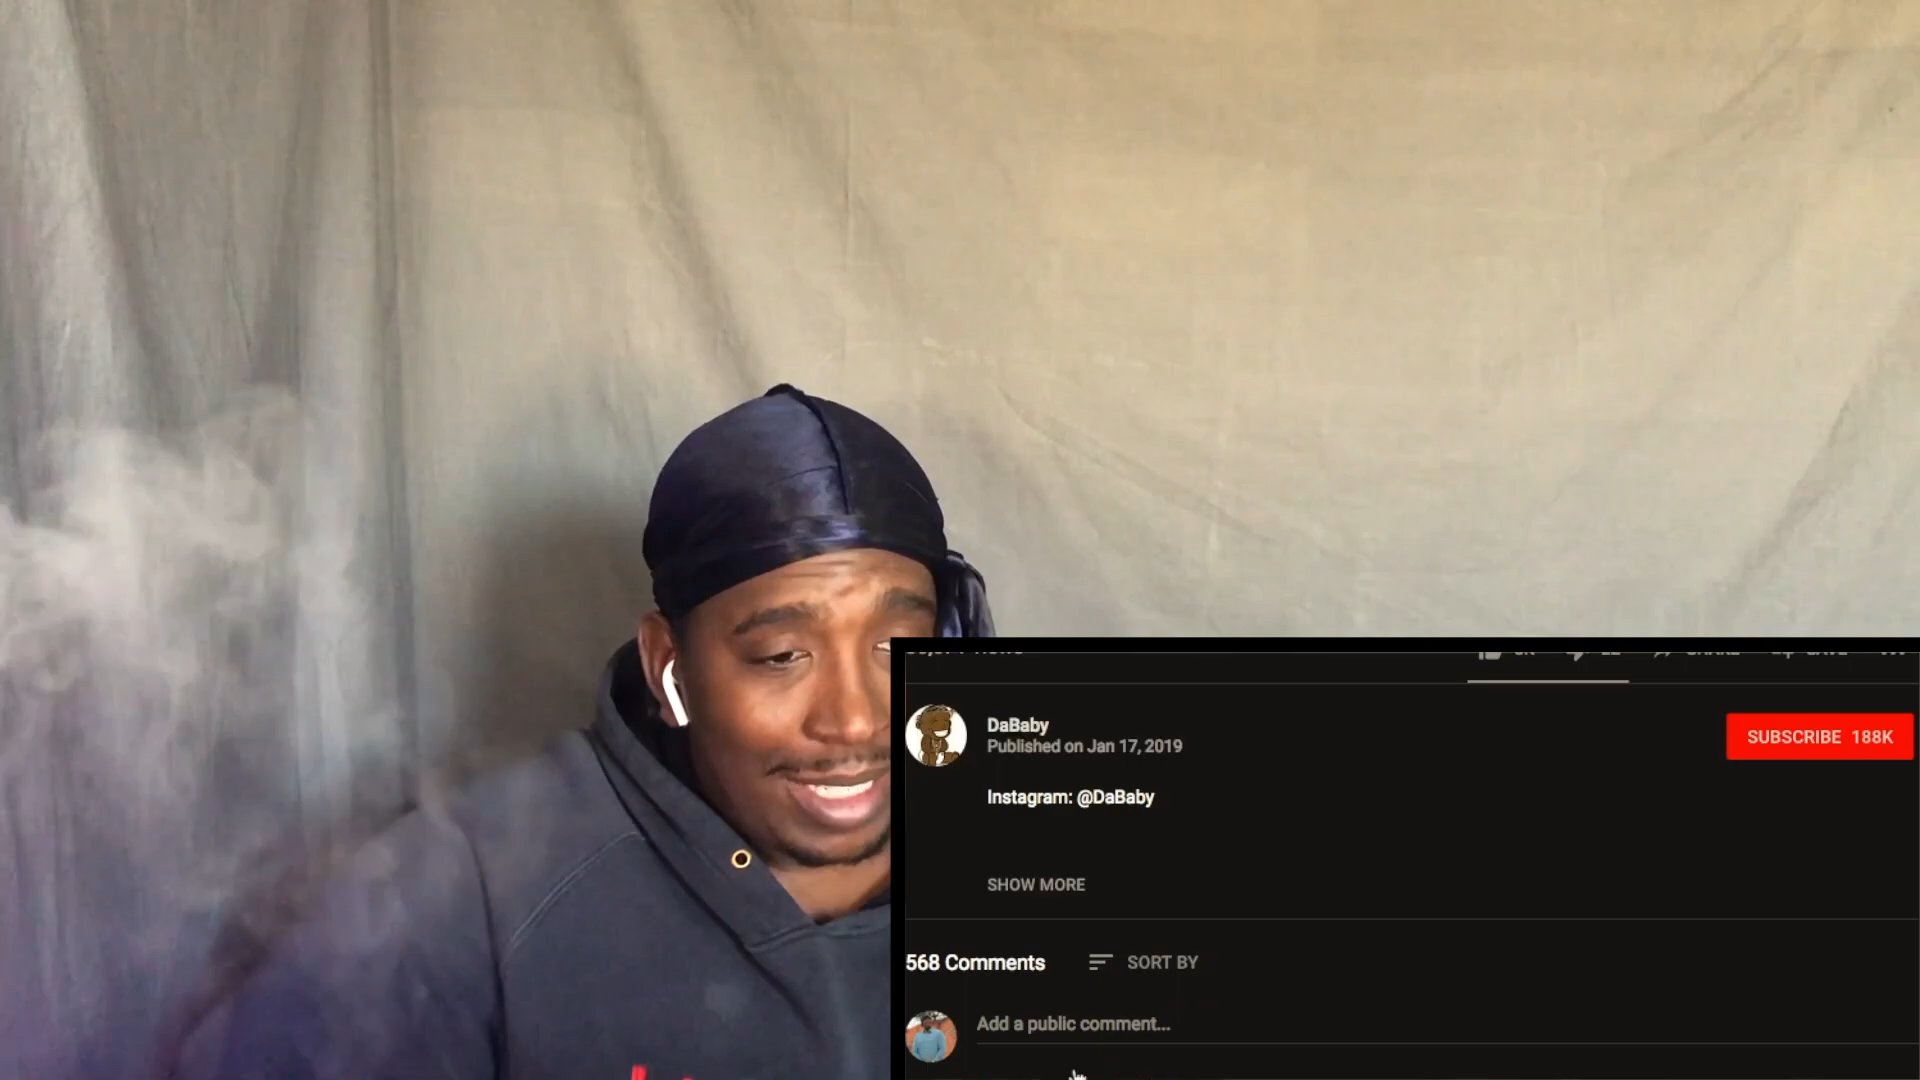 DaBaby
Published on Jan 17, 2019
SUBSCRIBE 188K
Instagram: @DaBaby
SHOW MORE
568 Comments
SORT BY
Add a public comment...